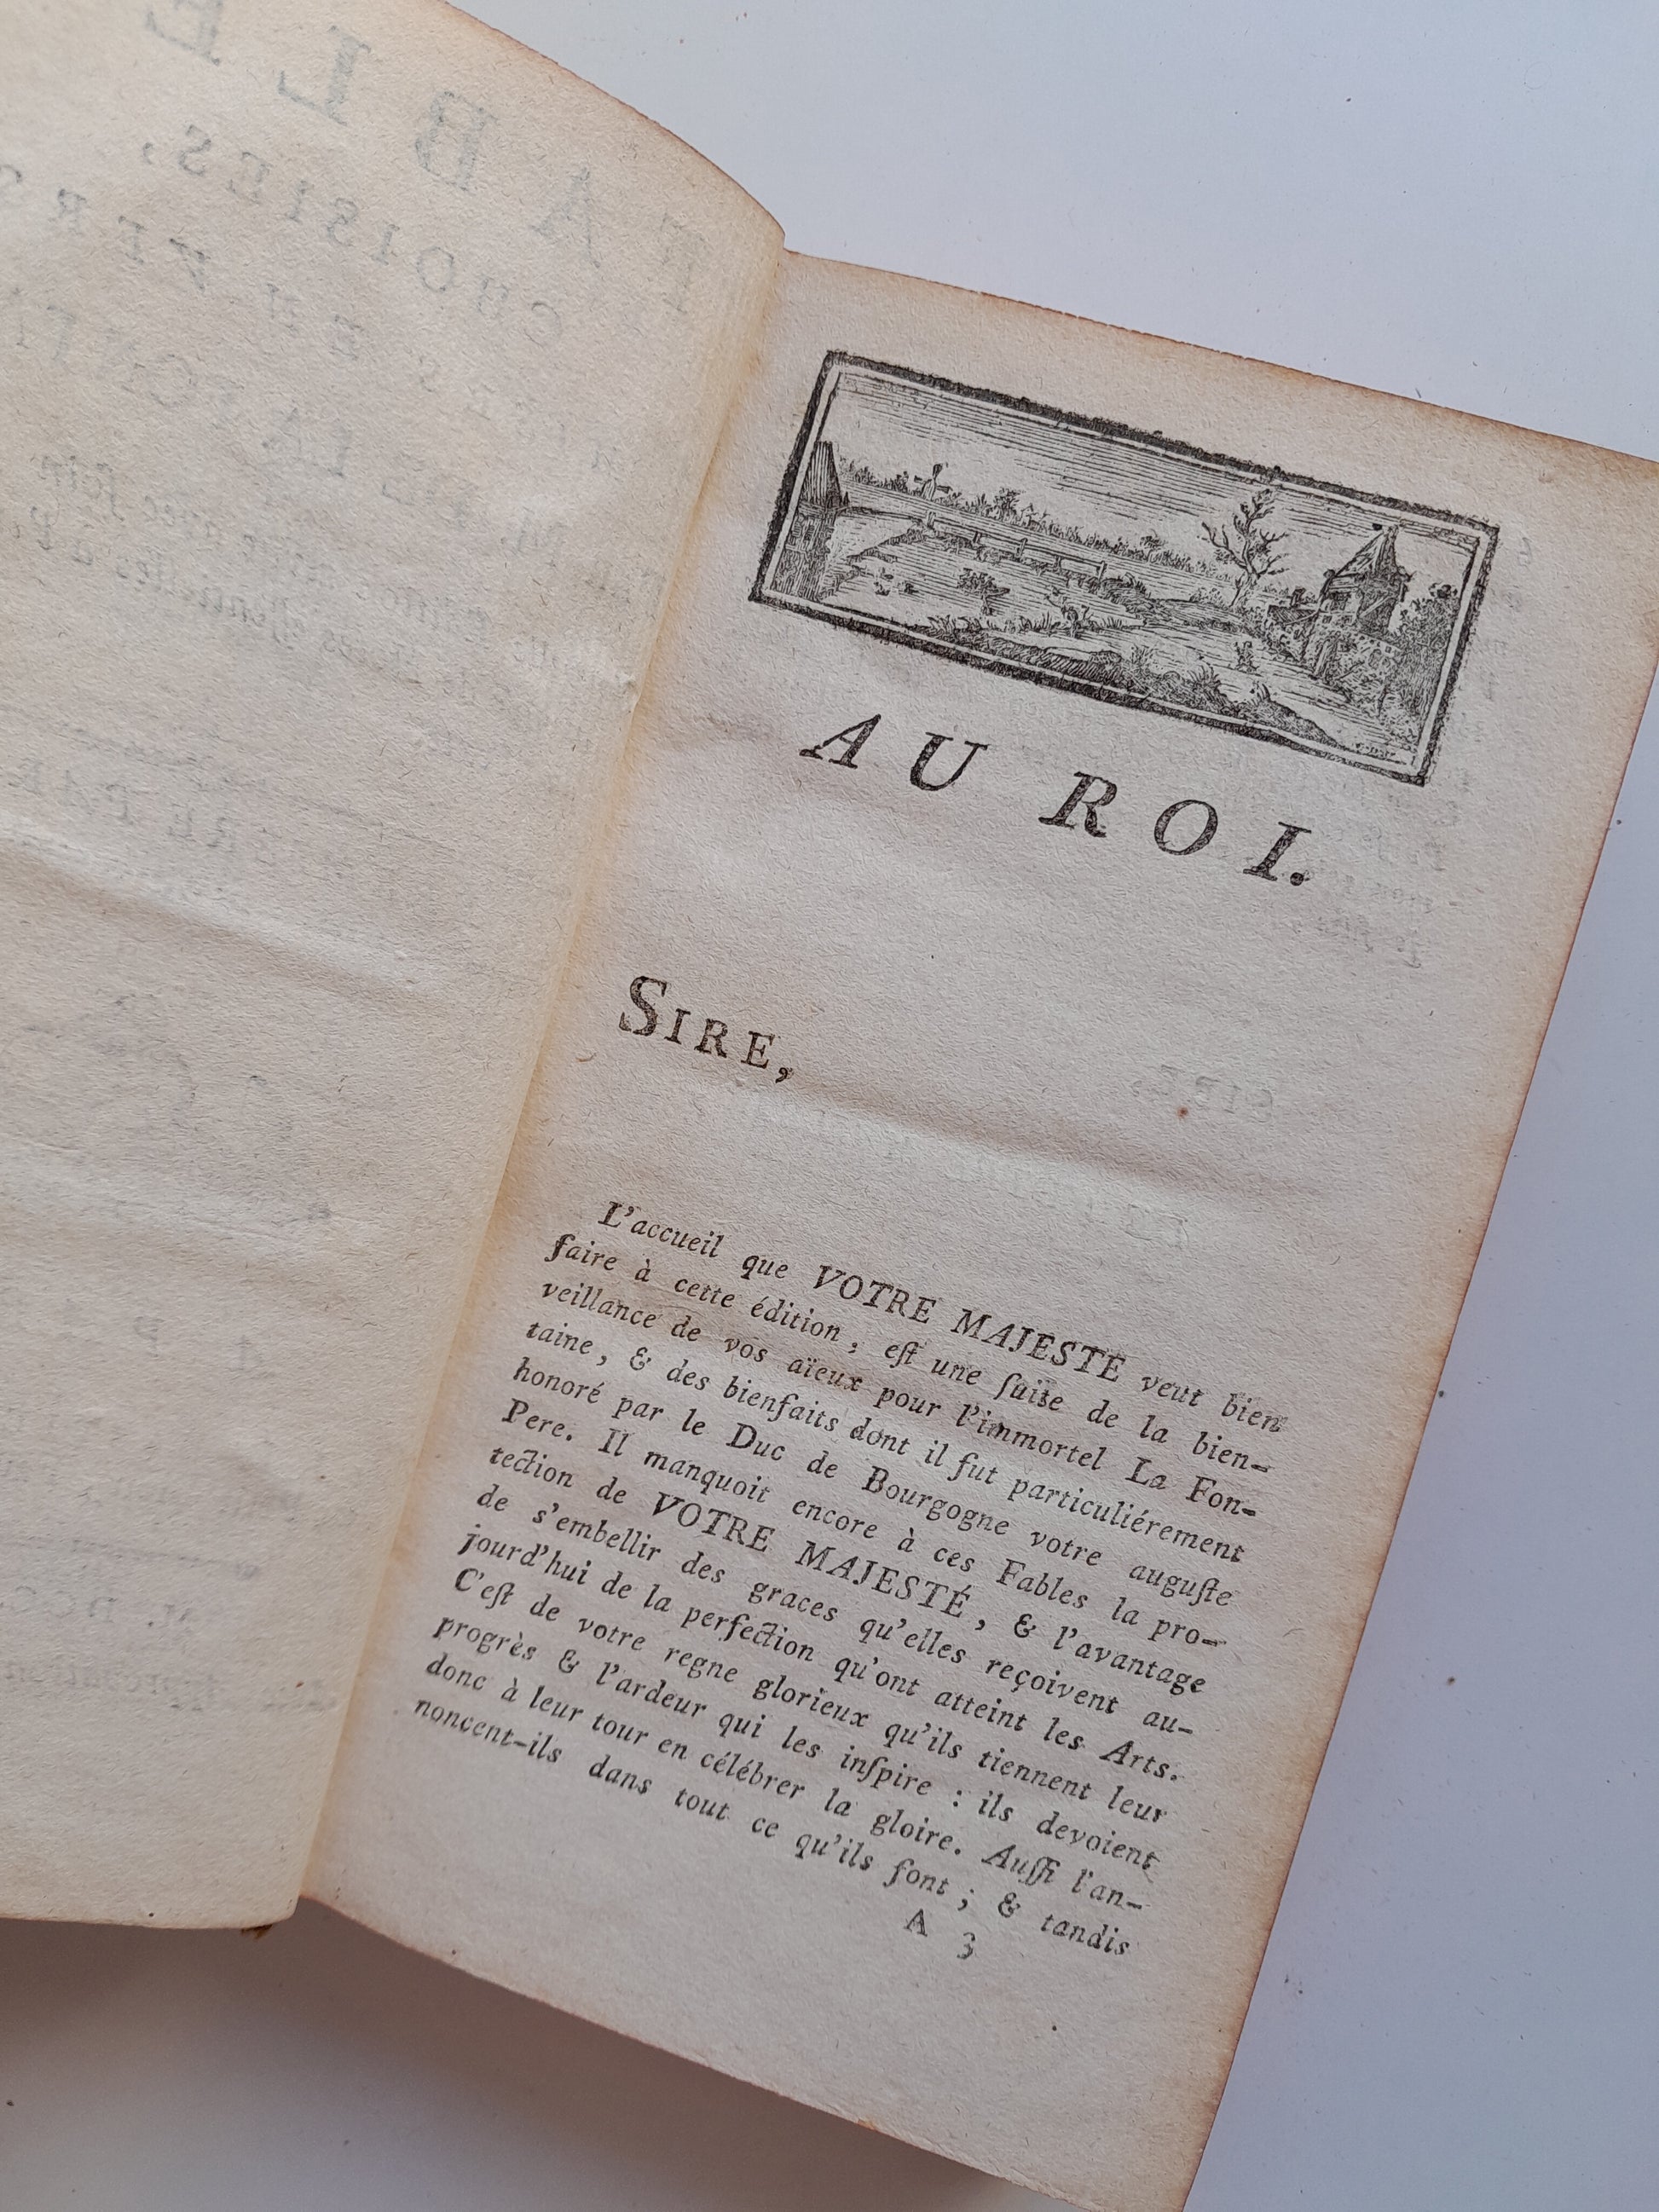 AU ROI.
SIRE,
L'accueil que VOTRE MAJESTE veut bien
faire à cette édition, eſt une ſuite de la bien-
veillance de vos aïeux pour l'immortel La Fon-
taine, & des bienfaits dont il fut particuliérement
honoré par le Duc de Bourgogne votre auguſte
Pere. Il manquoit encore à ces Fables la pro-
tection de VOTRE MAJESTÉ, & l'avantage
de s'embellir des graces qu'elles reçoivent au-
jourd'hui de la perfection qu'ont atteint les Arts.
C'eſt de votre regne glorieux qu'ils tiennent leur
progrès & l'ardeur qui les inſpire : ils devoient
donc à leur tour en célébrer la gloire. Auſſi l'an-
noncent-ils dans tout ce qu'ils font ; & tandis
A 3